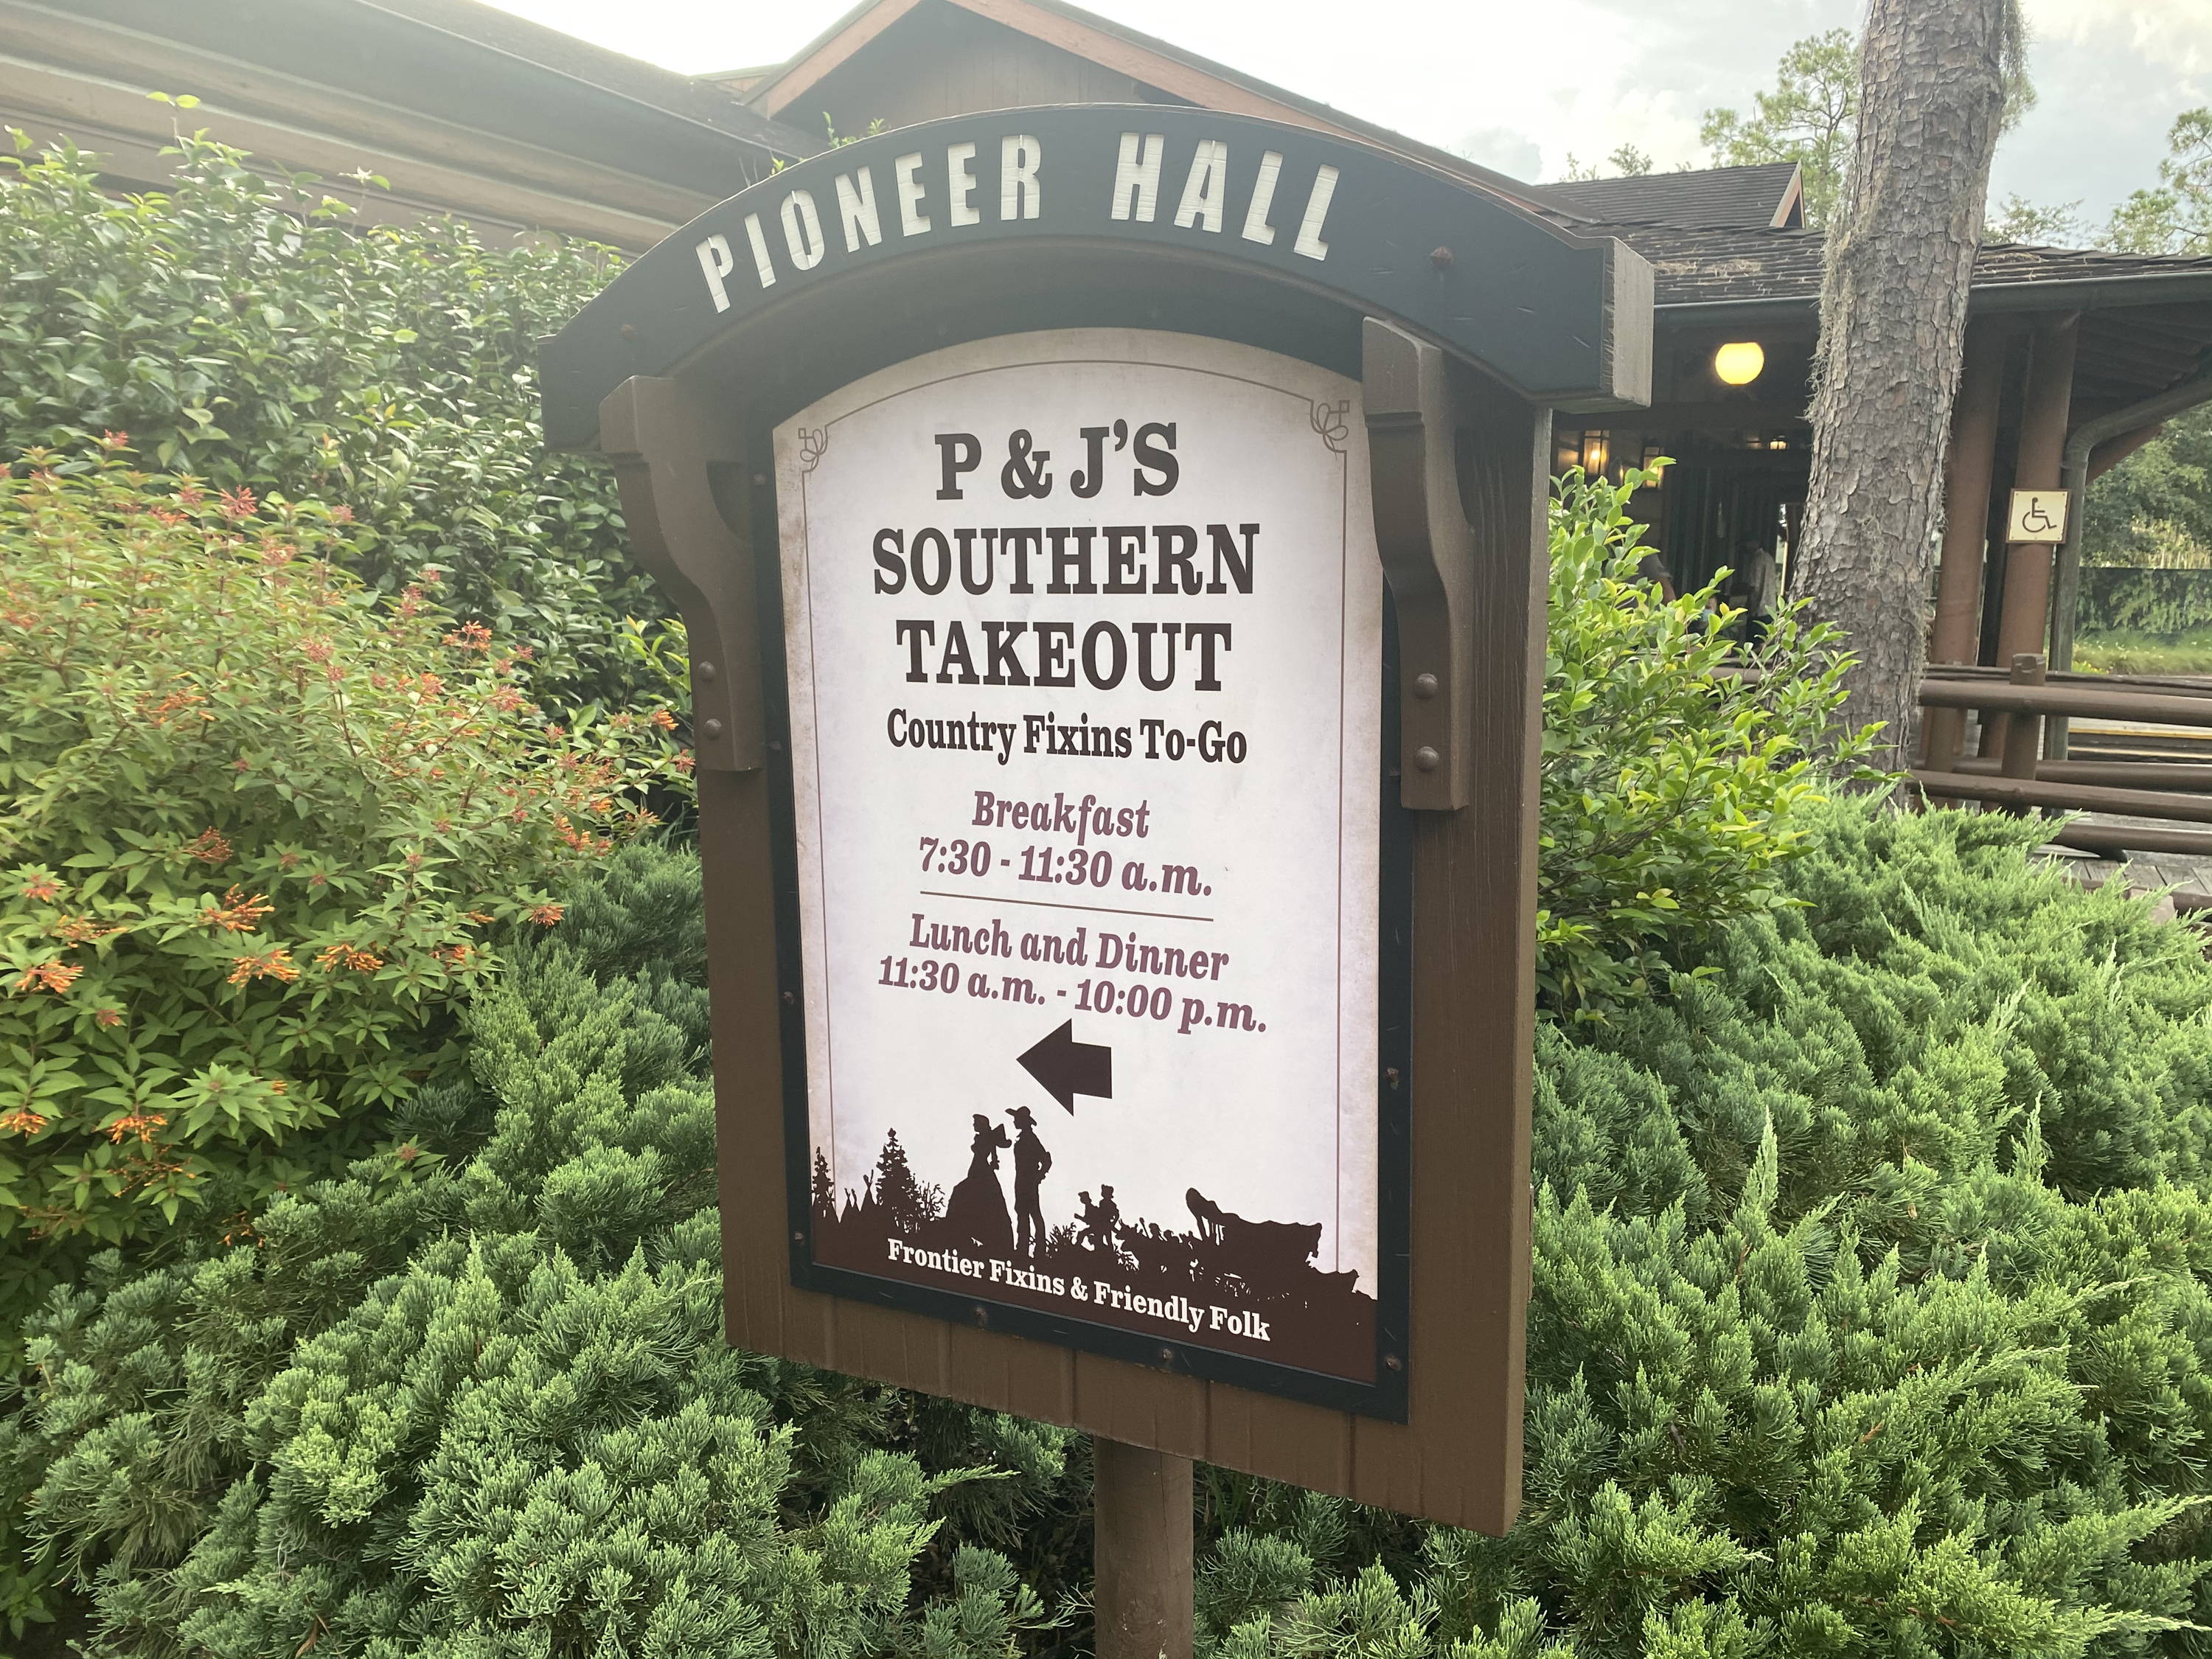 PIONEER HALL
P & J'S
SOUTHERN
TAKEOUT
Country Fixins To-Go
Breakfast
7:30 - 11:30 a.m.
Lunch and Dinner
11:30 a.m. - 10:00 p.m.
Frontier Fixins & Friendly Folk